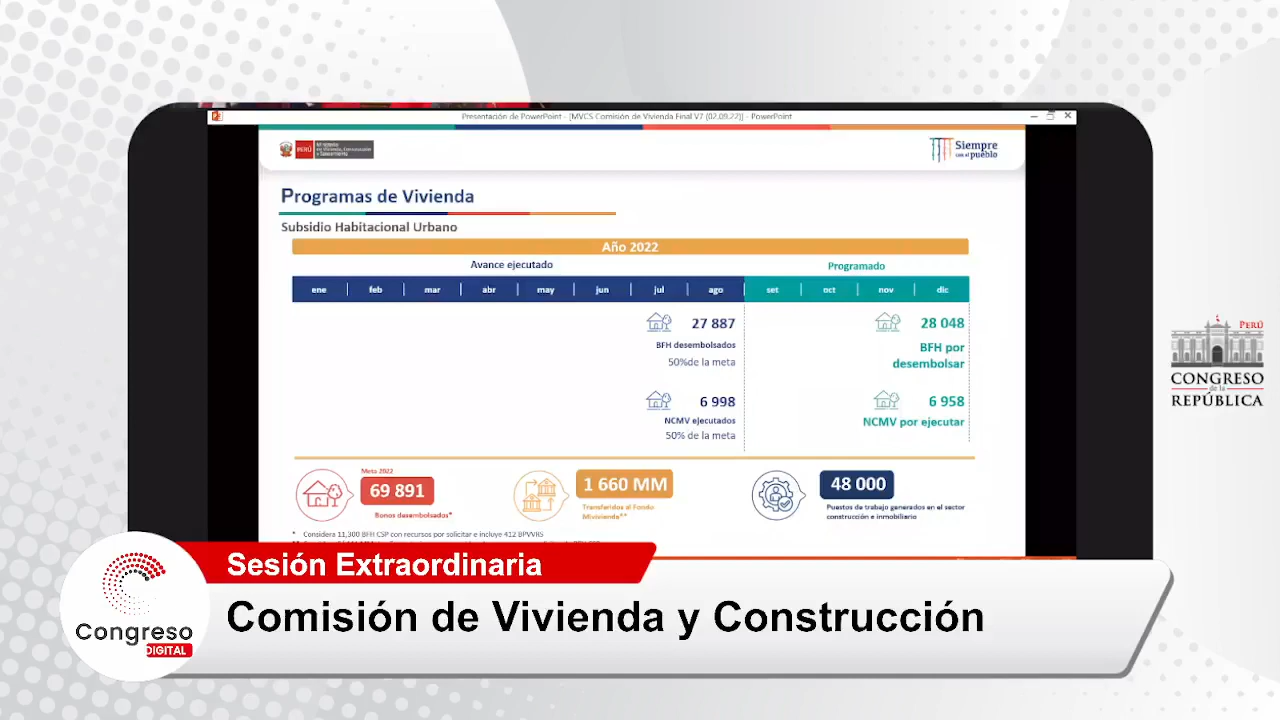 Presentación de PowerPoint - [MVCS Comisión de Vivienda Final V7 (02.09.22)] - PowerPoint
PERÚ
Siempre
con el pueblo
Programas de Vivienda
Subsidio Habitacional Urbano
Año 2022
Avance ejecutado
Programado
ene feb mar abr may jun jul ago set oct nov dic
27 887
BFH desembolsados
50%de la meta
28 048
BFH por
desembolsar
6 998
NCMV ejecutados
50% de la meta
6 958
NCMV por ejecutar
Meta 2022
69 891
Bonos desembolsados*
1 660 MM
Transferidos al Fondo
Mivivienda**
48 000
Puestos de trabajo generados en el sector
construcción e inmobiliario
* Considera 11,300 BFH CSP con recursos por solicitar e incluye 412 BPVVRS
PERÚ
CONGRESO
de la
REPÚBLICA
Sesión Extraordinaria
Comisión de Vivienda y Construcción
Congreso
DIGITAL